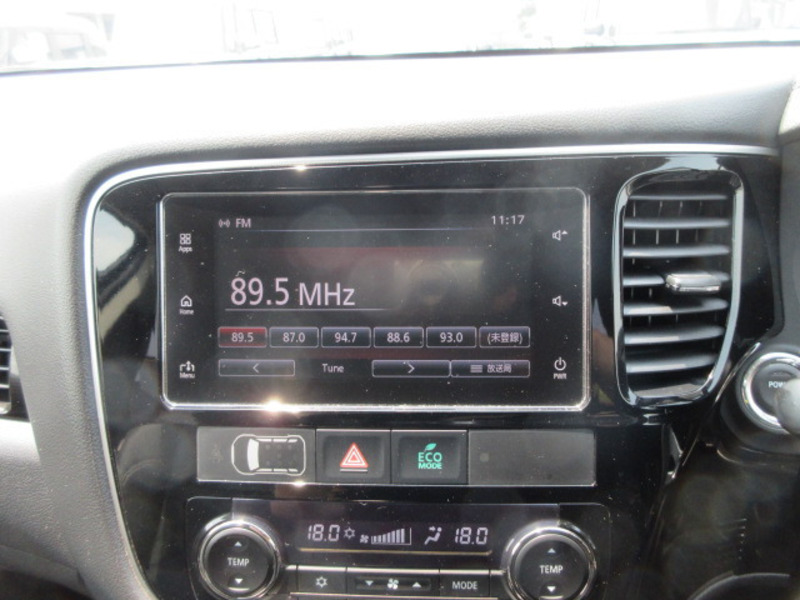 FM 11:17
Apps
89.5 MHz
Home
89.5 87.0 94.7 88.6 93.0 (未登録)
Menu < Tune > 放送局 PWR
ECO
MODE
18.0 18.0
TEMP TEMP
MODE